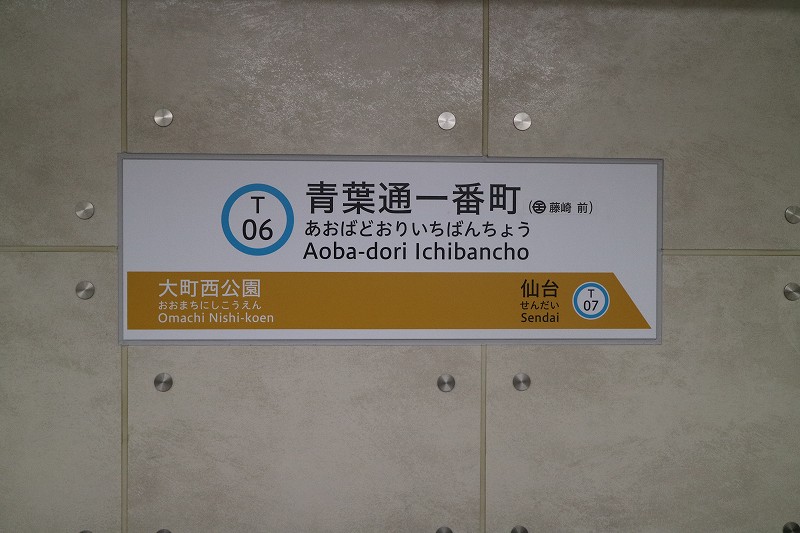 T
06
青葉通一番町 (藤崎 前)
あおばどおりいちばんちょう
Aoba-dori Ichibancho
大町西公園
おおまちにしこうえん
Omachi Nishi-koen
仙台
せんだい
Sendai
T
07